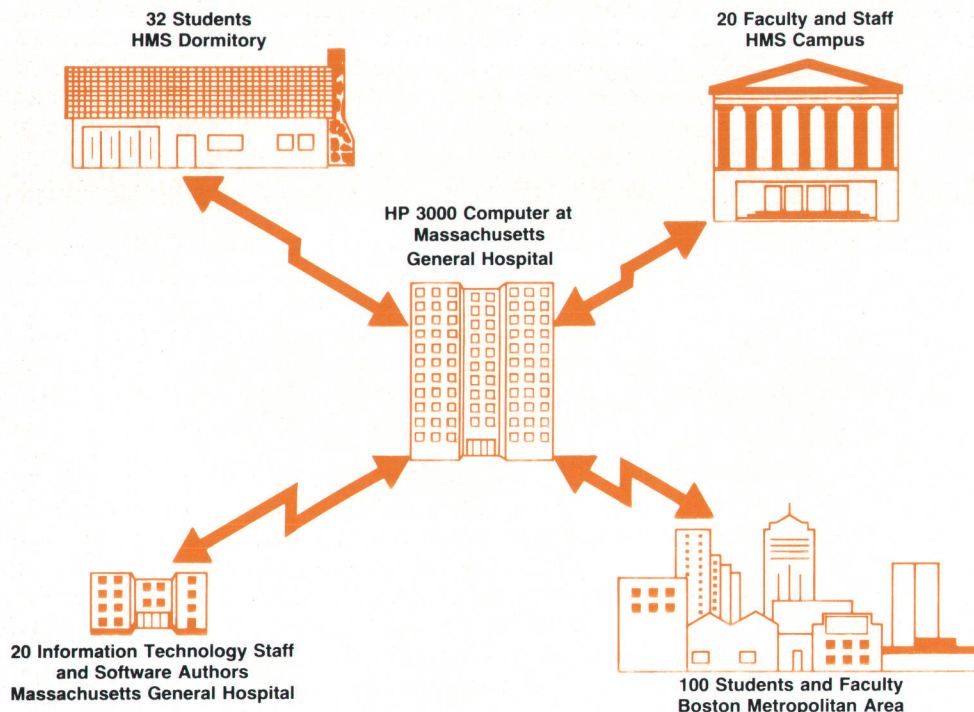 32 Students
HMS Dormitory
20 Faculty and Staff
HMS Campus
HP 3000 Computer at
Massachusetts
General Hospital
20 Information Technology Staff
and Software Authors
Massachusetts General Hospital
100 Students and Faculty
Boston Metropolitan Area